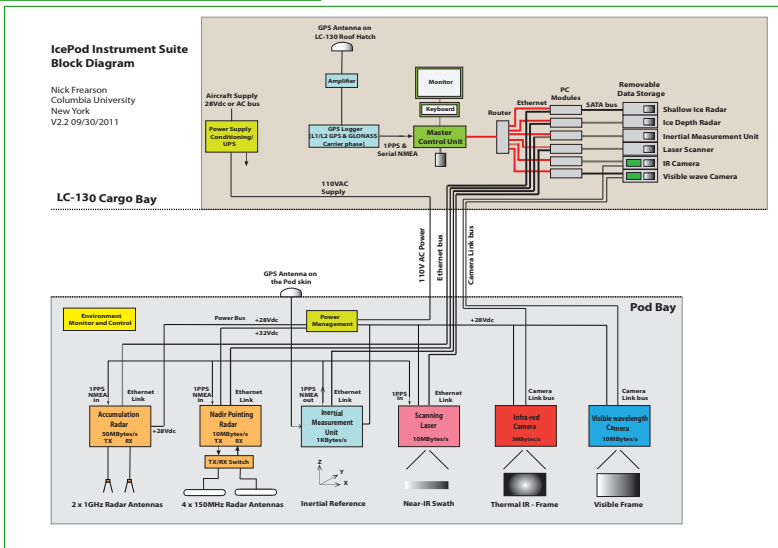 IcePod Instrument Suite
Block Diagram
Nick Frearson
Columbia University
New York
V2.2 09/30/2011
GPS Antenna on
LC-130 Roof Hatch
Amplifier
Aircraft Supply
28Vdc or AC bus
Power Supply
Conditioning/
UPS
GPS Logger
[L1/L2 GPS & GLONASS
Carrier phase]
1PPS &
Serial NMEA
Monitor
Keyboard
Master
Control Unit
Router
Ethernet
PC
Modules
SATA bus
Removable
Data Storage
Shallow Ice Radar
Ice Depth Radar
Inertial Measurement Unit
Laser Scanner
IR Camera
Visible wave Camera
110VAC
Supply
LC-130 Cargo Bay
110V AC Power
Ethernet bus
Camera Link bus
GPS Antenna on
the Pod skin
Pod Bay
Environment
Monitor and Control
Power Bus
+28Vdc
+32Vdc
Power
Management
+28Vdc
1PPS
NMEA
in
Ethernet
Link
1PPS
NMEA
in
Ethernet
Link
1PPS
NMEA
out
Ethernet
Link
1PPS
in
Ethernet
Link
Camera
Link bus
Camera
Link bus
Accumulation
Radar
50MBytes/s
TX RX
+28Vdc
Nadir Pointing
Radar
10MBytes/s
TX RX
TX/RX Switch
Inertial
Measurement
Unit
1KBytes/s
Scanning
Laser
10MBytes/s
Infra-red
Camera
3MBytes/s
Visible wavelength
Camera
10MBytes/s
Z
Y
X
2 x 1GHz Radar Antennas
4 x 150MHz Radar Antennas
Inertial Reference
Near-IR Swath
Thermal IR - Frame
Visible Frame